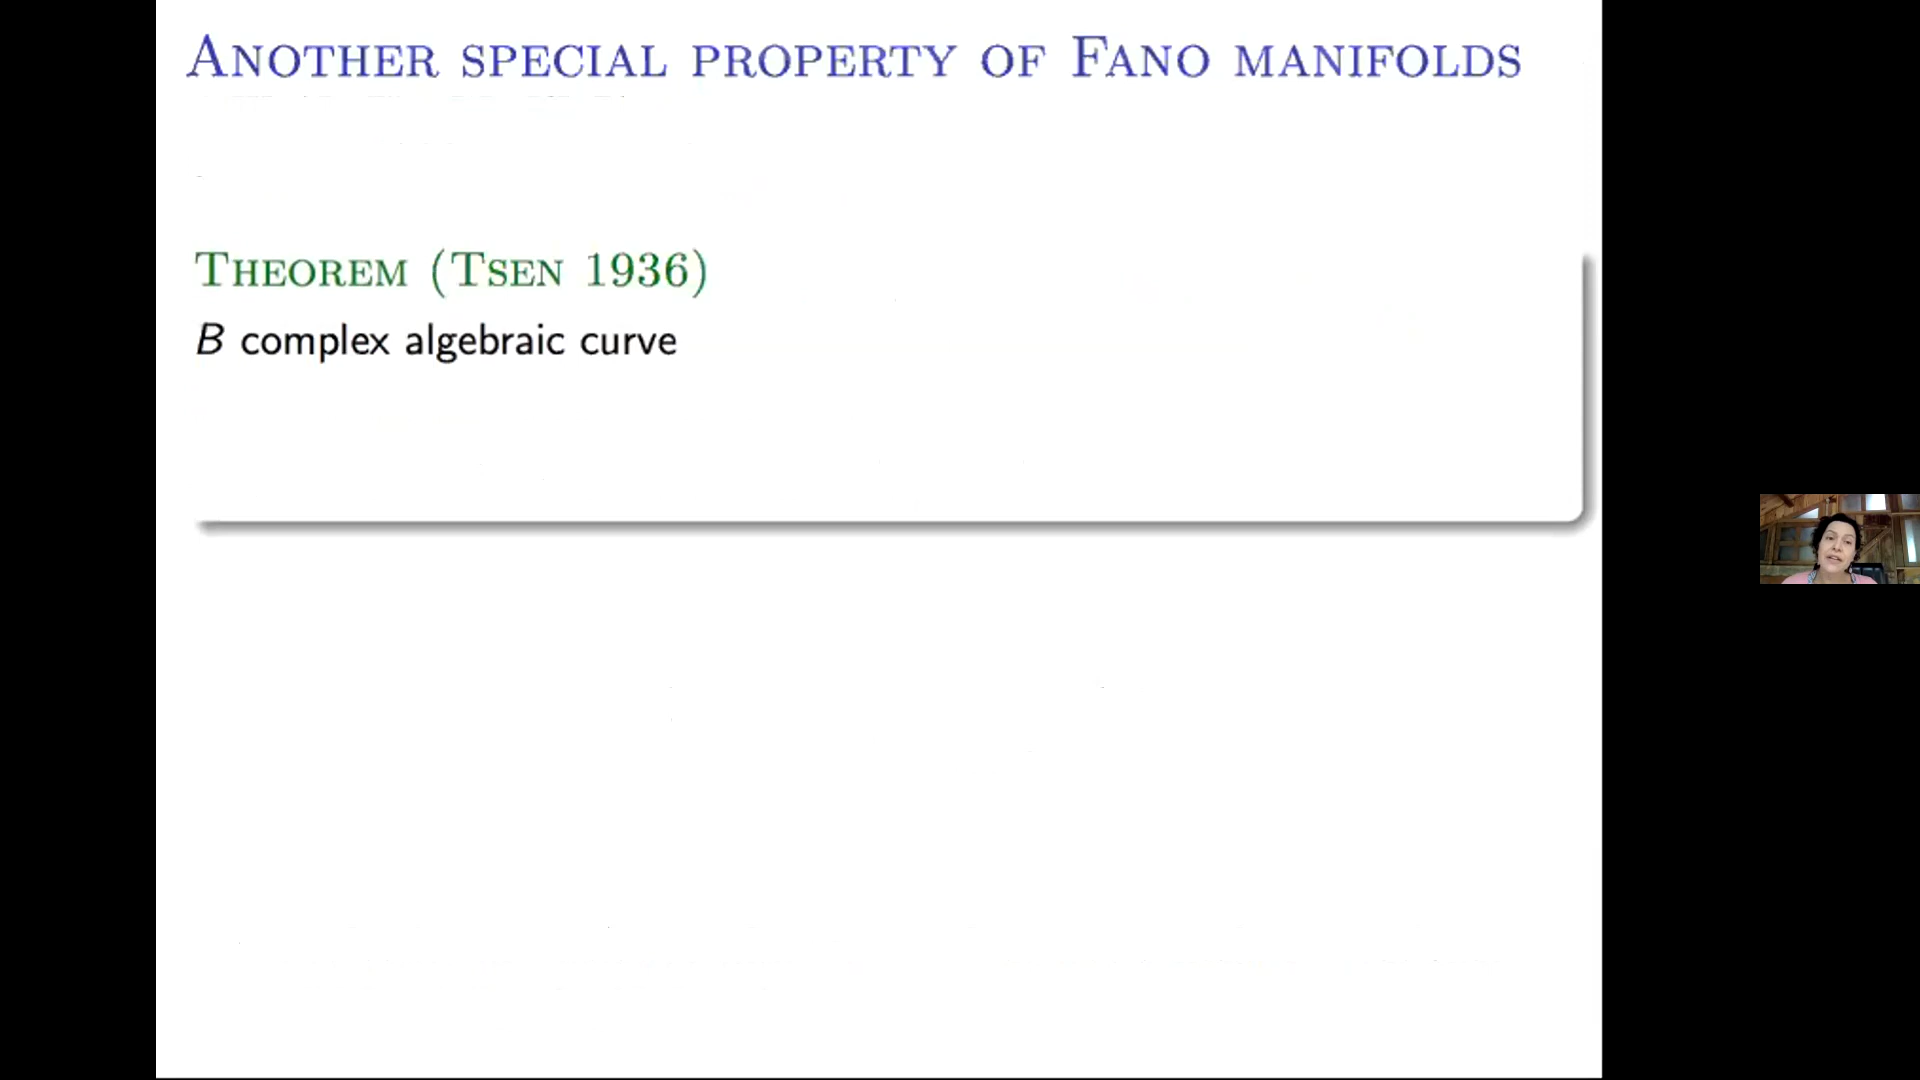 Another special property of Fano manifolds
Theorem (Tsen 1936)
B complex algebraic curve